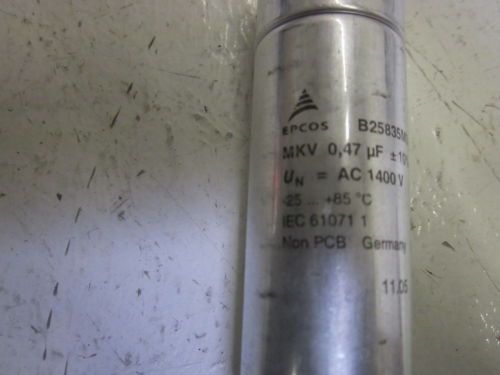 EPCOS B25835M
MKV 0,47 µF ±10%
UN = AC 1400 V
-25 ... +85 °C
IEC 61071 1
Non PCB Germany
11.05